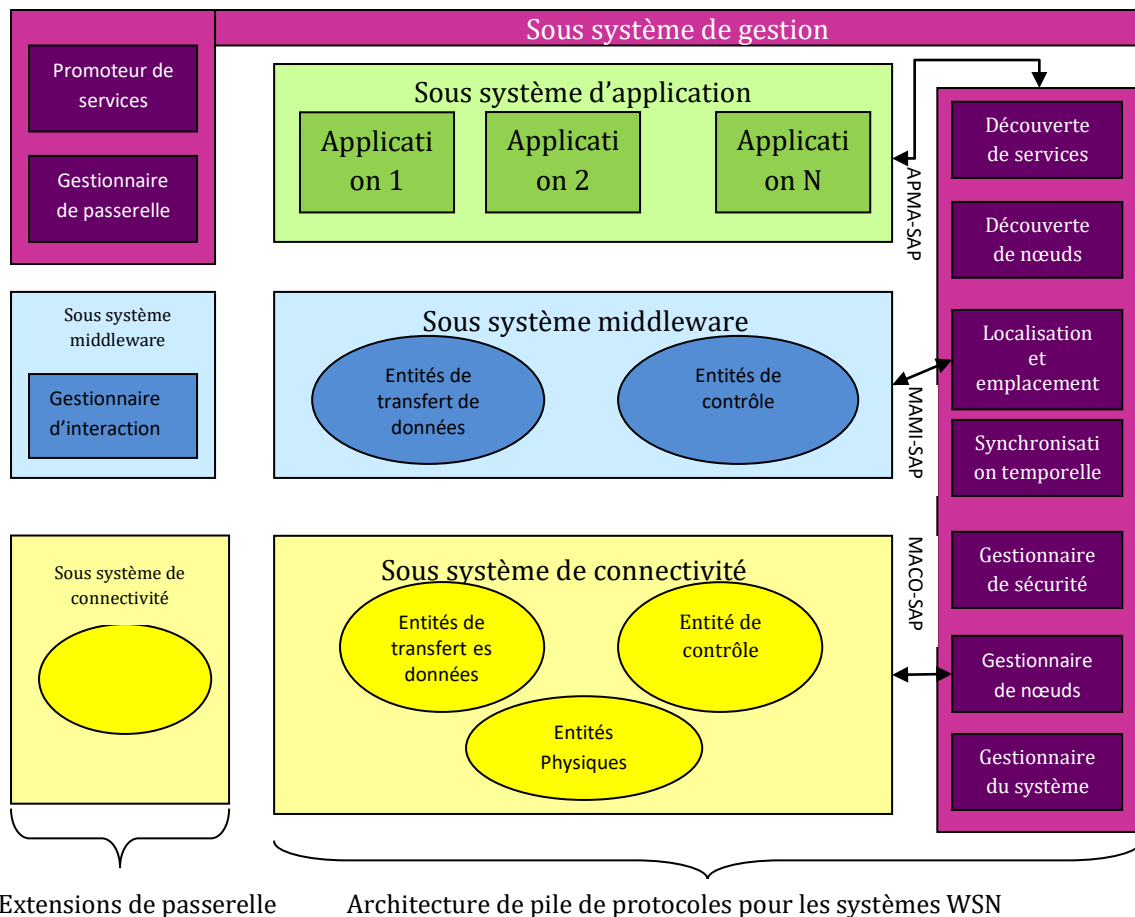 Sous système de gestion
Promoteur de
services
Gestionnaire
de passerelle
Sous système d'application
Applicati
on 1
Applicati
on 2
Applicati
on N
APMA-SAP
Découverte
de services
Découverte
de nœuds
Sous système
middleware
Gestionnaire
d'interaction
Sous système middleware
Entités de
transfert de
données
Entités de
contrôle
MAMI-SAP
Localisation
et
emplacement
Synchronisati
on temporelle
Sous système de
connectivité
Sous système de connectivité
Entités de
transfert es
données
Entité de
contrôle
Entités
Physiques
MACO-SAP
Gestionnaire
de sécurité
Gestionnaire
de nœuds
Gestionnaire
du système
Extensions de passerelle
Architecture de pile de protocoles pour les systèmes WSN